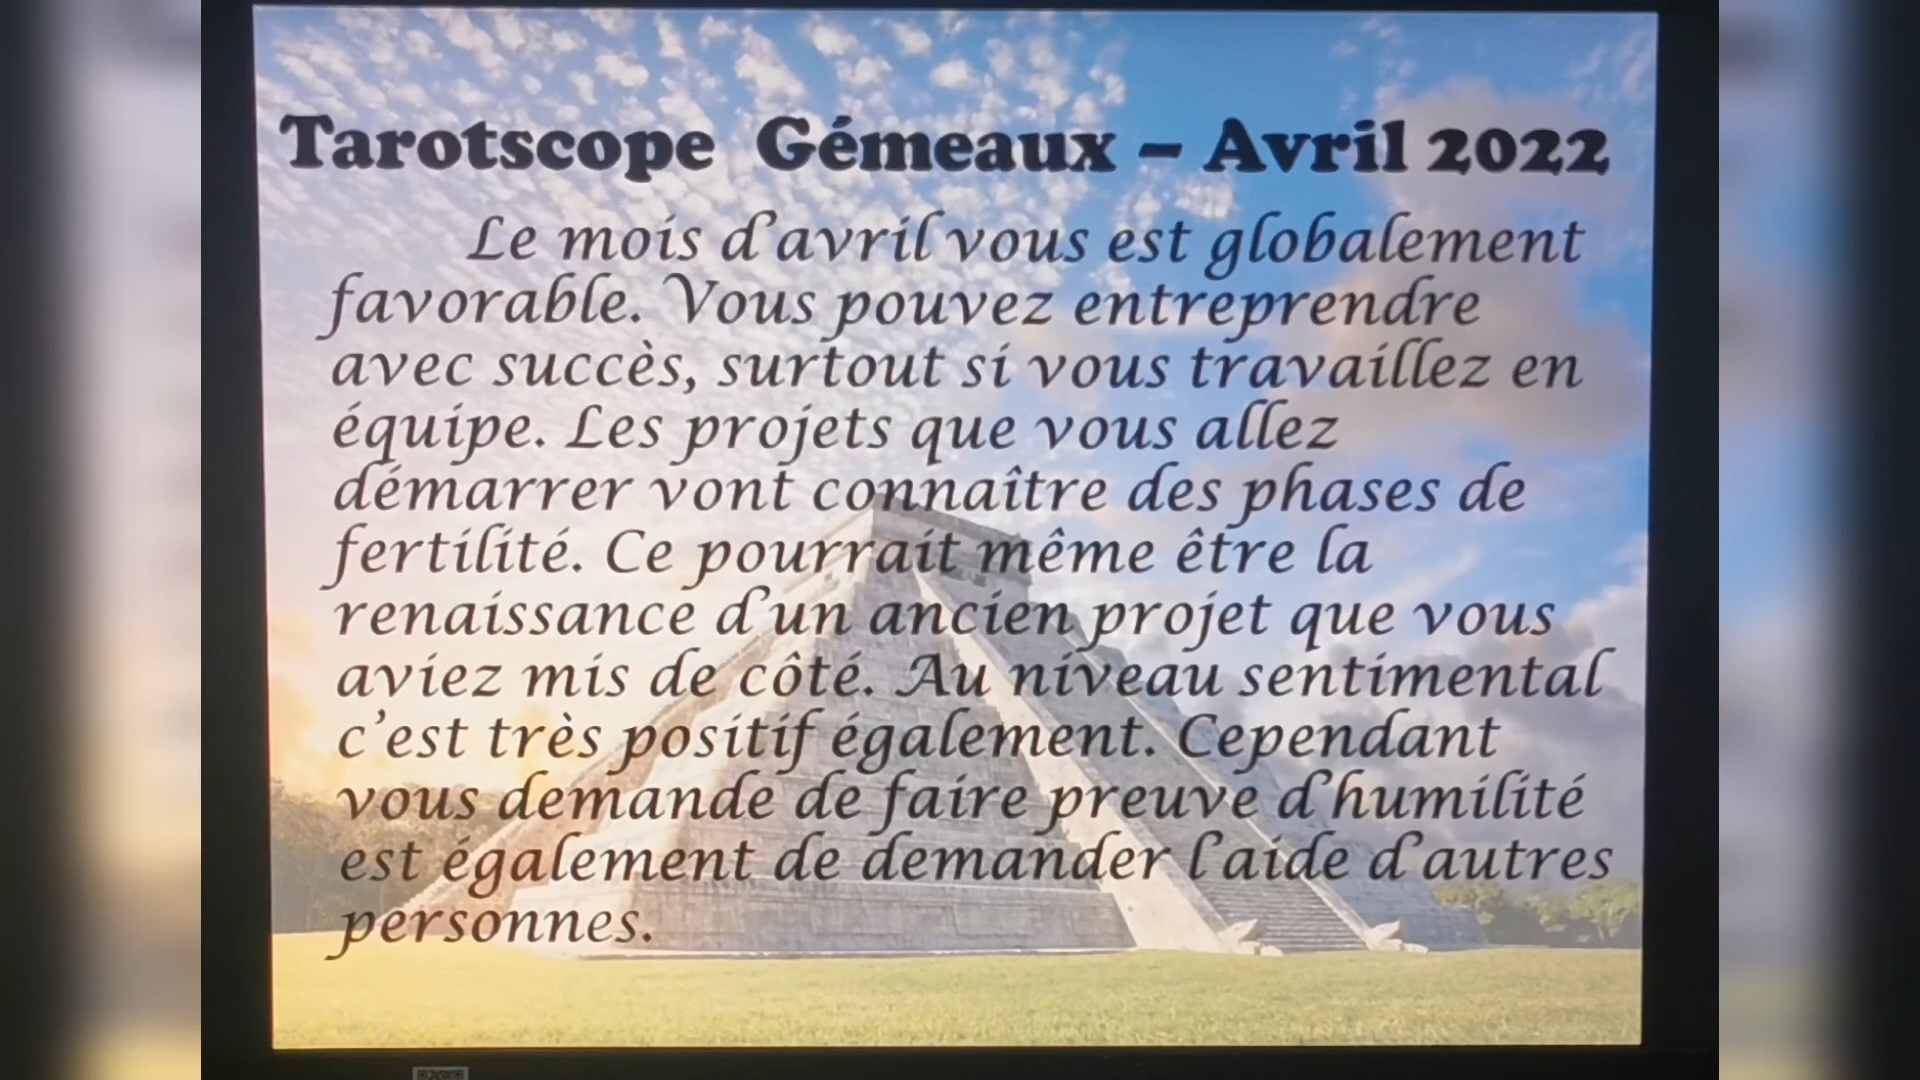 Tarotscope Gémeaux – Avril 2022
Le mois d'avril vous est globalement
favorable. Vous pouvez entreprendre
avec succès, surtout si vous travaillez en
équipe. Les projets que vous allez
démarrer vont connaître des phases de
fertilité. Ce pourrait même être la
renaissance d'un ancien projet que vous
aviez mis de côté. Au niveau sentimental
c'est très positif également. Cependant
vous demande de faire preuve d'humilité
est également de demander l'aide d'autres
personnes.